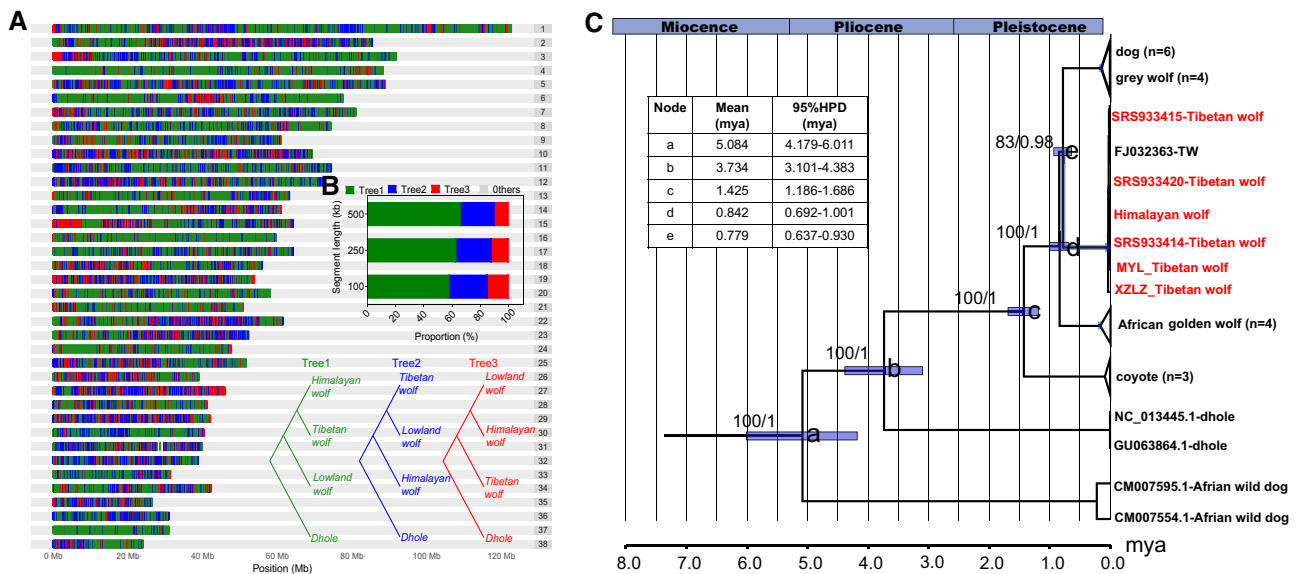 A
1
2
3
4
5
6
7
8
9
10
11
12
13
14
15
16
17
18
19
20
21
22
23
24
25
26
27
28
29
30
31
32
33
34
35
36
37
38
0 Mb 20 Mb 40 Mb 60 Mb 80 Mb 100 Mb 120 Mb
Position (Mb)
Tree1 Tree2 Tree3
Himalayan wolf
Tibetan wolf
Lowland wolf
Dhole
Tibetan wolf
Lowland wolf
Himalayan wolf
Dhole
Lowland wolf
Himalayan wolf
Tibetan wolf
Dhole
B
Tree1 Tree2 Tree3 Others
Segment length (kb)
500
250
100
0 20 40 60 80 100
Proportion (%)
C
Miocence Pliocene Pleistocene
Node Mean (mya) 95%HPD (mya)
a 5.084 4.179-6.011
b 3.734 3.101-4.383
c 1.425 1.186-1.686
d 0.842 0.692-1.001
e 0.779 0.637-0.930
dog (n=6)
grey wolf (n=4)
SRS933415-Tibetan wolf
83/0.98 e
FJ032363-TW
SRS933420-Tibetan wolf
Himalayan wolf
100/1 d
SRS933414-Tibetan wolf
MYL_Tibetan wolf
XZLZ_Tibetan wolf
100/1 c
African golden wolf (n=4)
100/1 b
coyote (n=3)
NC_013445.1-dhole
100/1 a
GU063864.1-dhole
CM007595.1-Afrian wild dog
CM007554.1-Afrian wild dog
8.0 7.0 6.0 5.0 4.0 3.0 2.0 1.0 0.0 mya